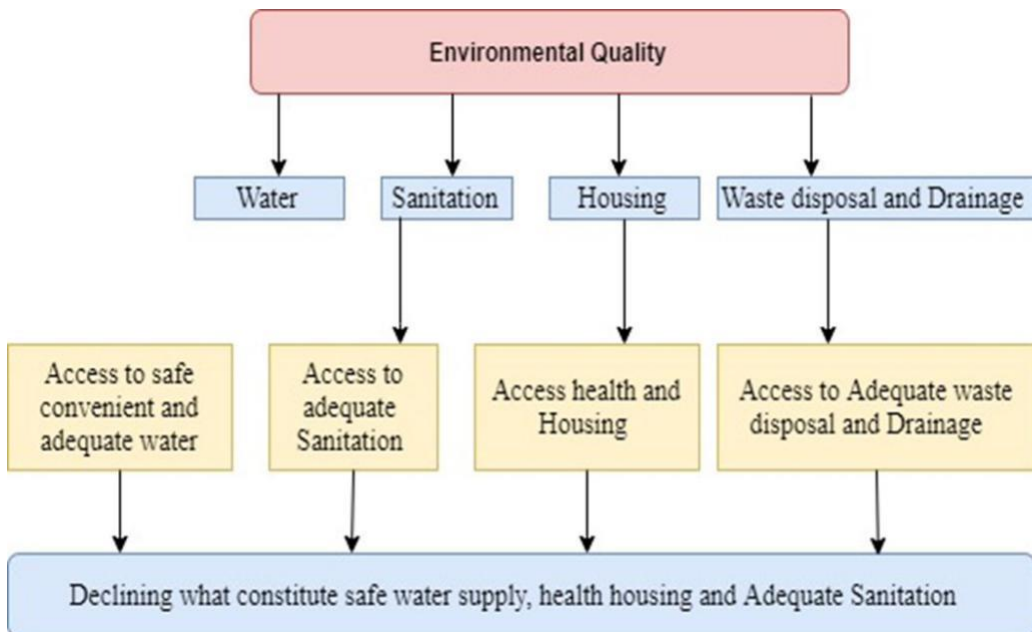 Environmental Quality
Water
Sanitation
Housing
Waste disposal and Drainage
Access to safe
convenient and
adequate water
Access to
adequate
Sanitation
Access health and
Housing
Access to Adequate waste
disposal and Drainage
Declining what constitute safe water supply, health housing and Adequate Sanitation